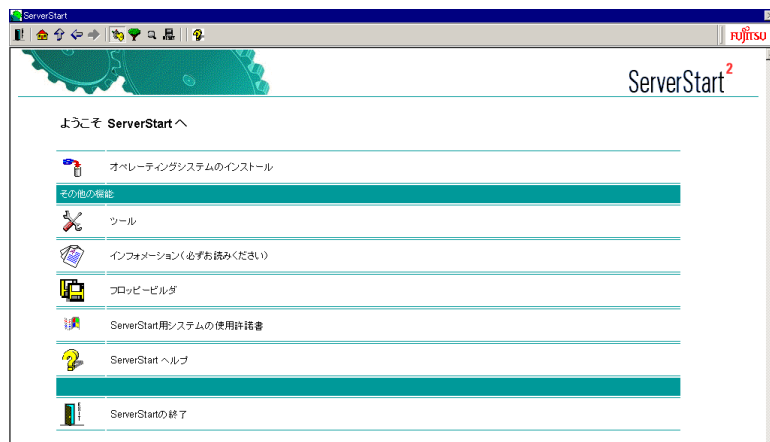 ServerStart
FUJITSU
ServerStart2
ようこそ ServerStart へ
オペレーティングシステムのインストール
その他の機能
ツール
インフォメーション(必ずお読みください)
フロッピービルダ
ServerStart用システムの使用許諾書
ServerStart ヘルプ
EXIT
ServerStartの終了